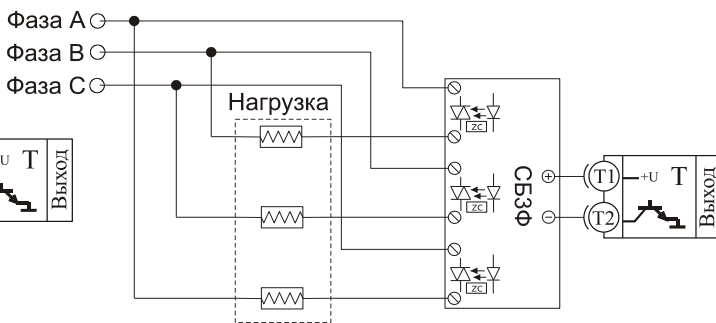 Фаза A
Фаза B
Фаза C
Нагрузка
ZC
ZC
ZC
СБ3Ф
+
−
T1
T2
+U T
Выход
U T
Выход